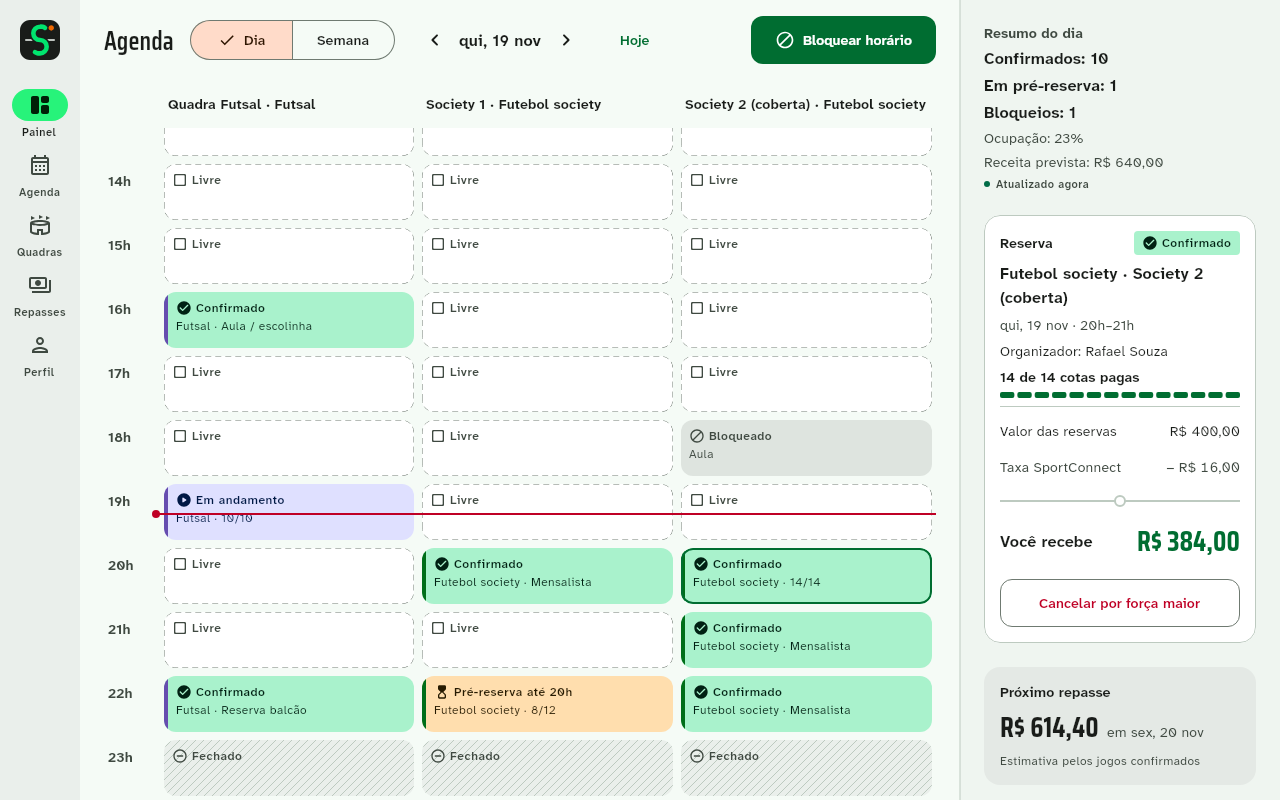 Agenda
Dia
Semana
qui, 19 nov
Hoje
Bloquear horário
Painel
Agenda
Quadras
Repasses
Perfil
Quadra Futsal · Futsal
Society 1 · Futebol society
Society 2 (coberta) · Futebol society
14h
Livre
Livre
Livre
15h
Livre
Livre
Livre
16h
Confirmado
Futsal · Aula / escolinha
Livre
Livre
17h
Livre
Livre
Livre
18h
Livre
Livre
Bloqueado
Aula
19h
Em andamento
Futsal · 10/10
Livre
Livre
20h
Livre
Confirmado
Futebol society · Mensalista
Confirmado
Futebol society · 14/14
21h
Livre
Livre
Confirmado
Futebol society · Mensalista
22h
Confirmado
Futsal · Reserva balcão
Pré-reserva até 20h
Futebol society · 8/12
Confirmado
Futebol society · Mensalista
23h
Fechado
Fechado
Fechado
Resumo do dia
Confirmados: 10
Em pré-reserva: 1
Bloqueios: 1
Ocupação: 23%
Receita prevista: R$ 640,00
Atualizado agora
Reserva
Confirmado
Futebol society · Society 2
(coberta)
qui, 19 nov · 20h–21h
Organizador: Rafael Souza
14 de 14 cotas pagas
Valor das reservas R$ 400,00
Taxa SportConnect – R$ 16,00
Você recebe R$ 384,00
Cancelar por força maior
Próximo repasse
R$ 614,40 em sex, 20 nov
Estimativa pelos jogos confirmados